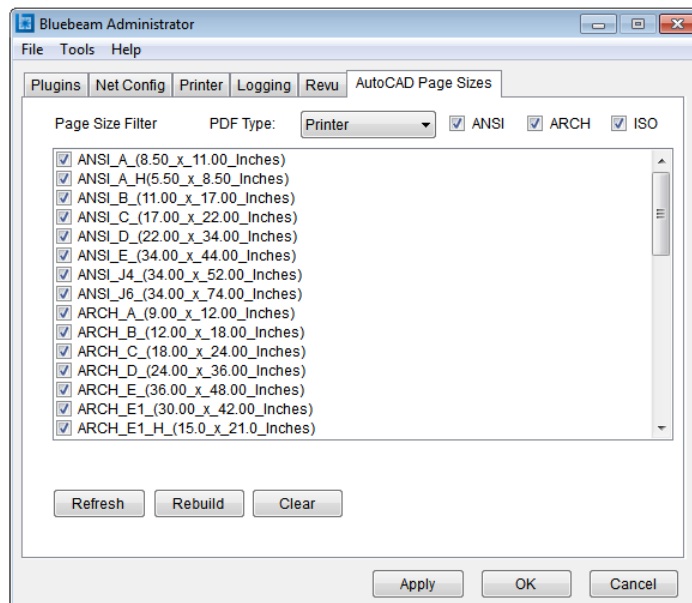 Bluebeam Administrator
File Tools Help
Plugins Net Config Printer Logging Revu AutoCAD Page Sizes
Page Size Filter PDF Type: Printer ANSI ARCH ISO
ANSI_A_(8.50_x_11.00_Inches)
ANSI_A_H(5.50_x_8.50_Inches)
ANSI_B_(11.00_x_17.00_Inches)
ANSI_C_(17.00_x_22.00_Inches)
ANSI_D_(22.00_x_34.00_Inches)
ANSI_E_(34.00_x_44.00_Inches)
ANSI_J4_(34.00_x_52.00_Inches)
ANSI_J6_(34.00_x_74.00_Inches)
ARCH_A_(9.00_x_12.00_Inches)
ARCH_B_(12.00_x_18.00_Inches)
ARCH_C_(18.00_x_24.00_Inches)
ARCH_D_(24.00_x_36.00_Inches)
ARCH_E_(36.00_x_48.00_Inches)
ARCH_E1_(30.00_x_42.00_Inches)
ARCH_E1_H_(15.0_x_21.0_Inches)
Refresh Rebuild Clear
Apply OK Cancel